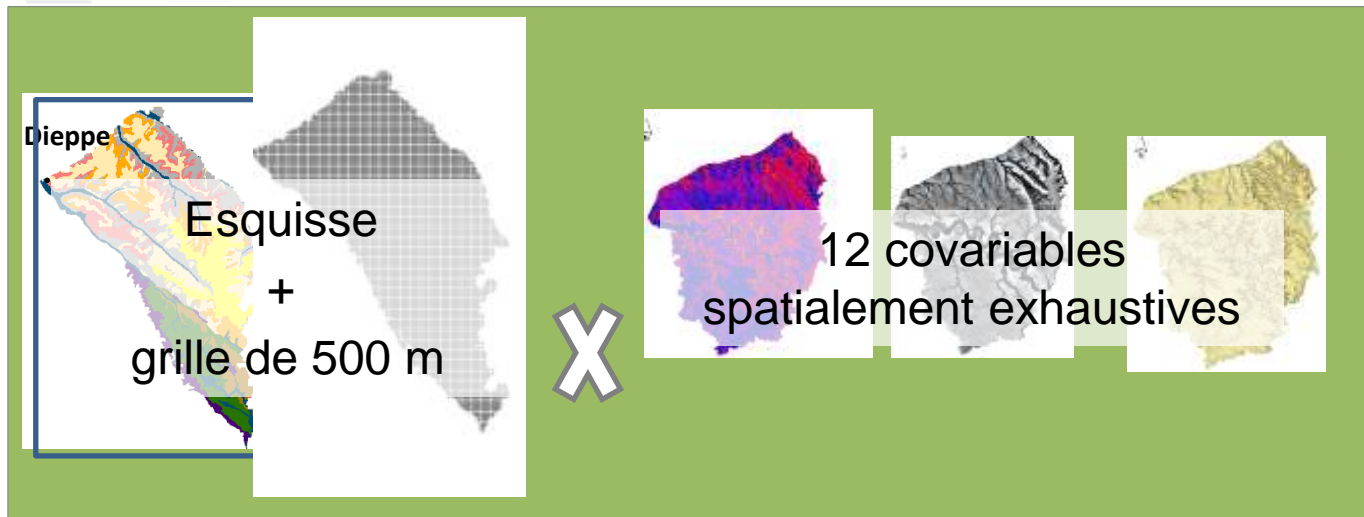 Dieppe
Esquisse
+
grille de 500 m
12 covariables
spatialement exhaustives